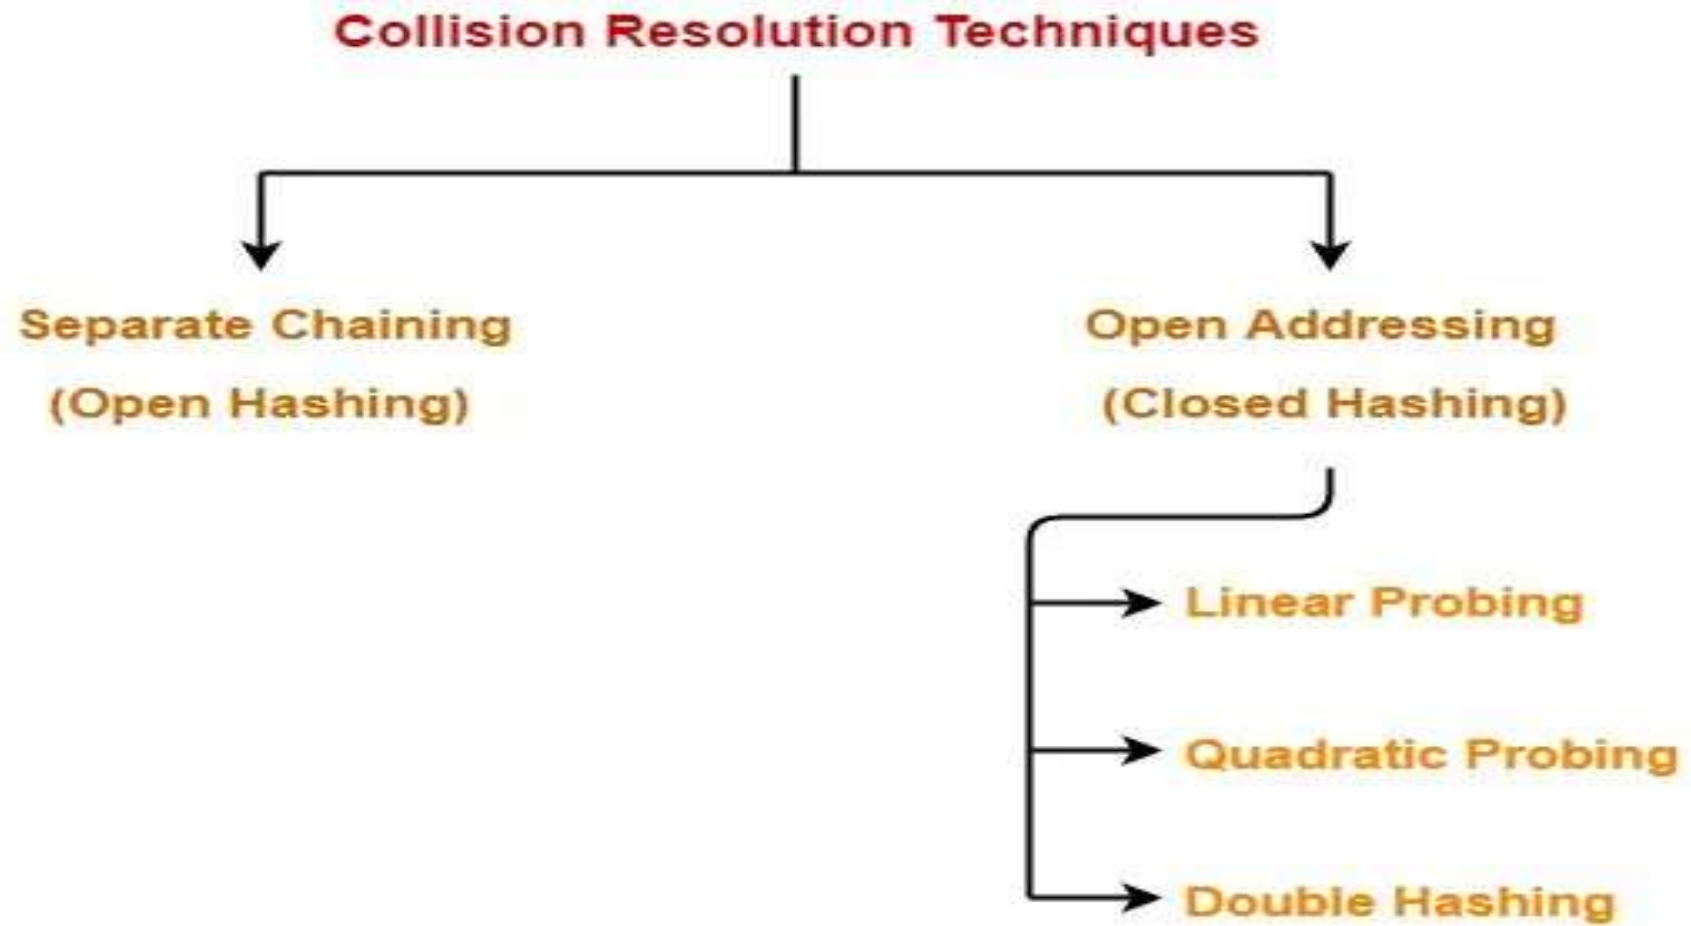 Collision Resolution Techniques
Separate Chaining
(Open Hashing)
Open Addressing
(Closed Hashing)
Linear Probing
Quadratic Probing
Double Hashing